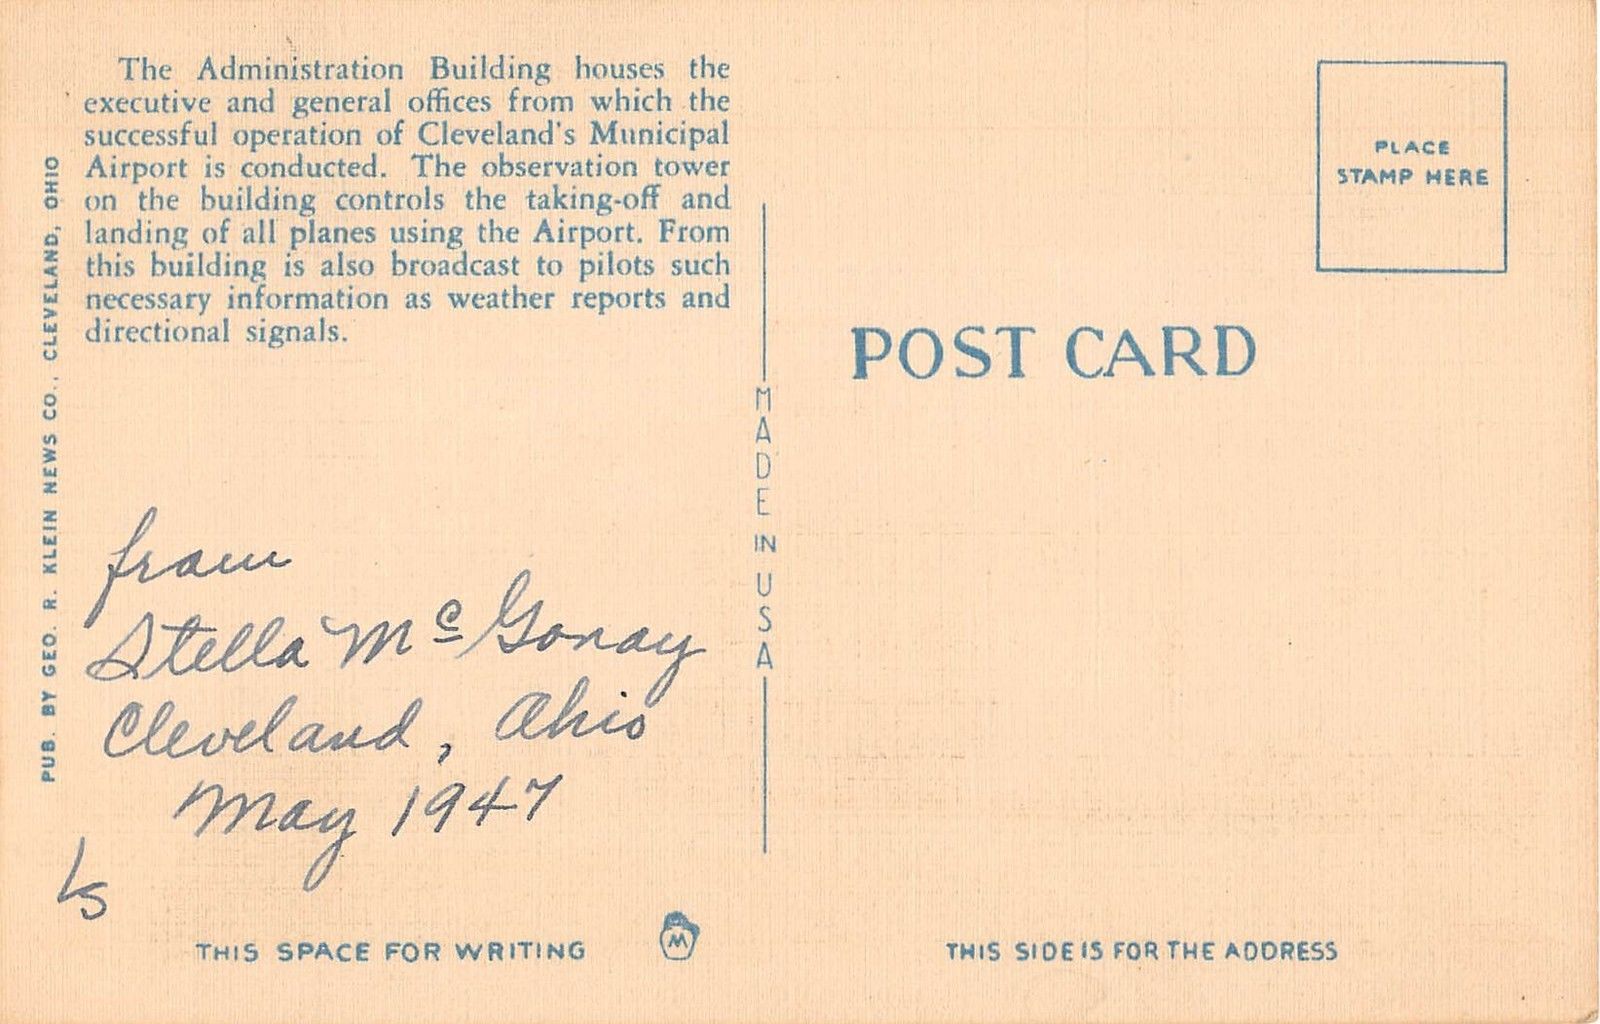 The Administration Building houses the
executive and general offices from which the
successful operation of Cleveland's Municipal
Airport is conducted. The observation tower
on the building controls the taking-off and
landing of all planes using the Airport. From
this building is also broadcast to pilots such
necessary information as weather reports and
directional signals.
PUB. BY GEO. R. KLEIN NEWS CO., CLEVELAND, OHIO
from
Stella Mc Gonay
Cleveland, Ohio
May 1947
THIS SPACE FOR WRITING
M
MADE IN USA
PLACE
STAMP HERE
POST CARD
THIS SIDE IS FOR THE ADDRESS